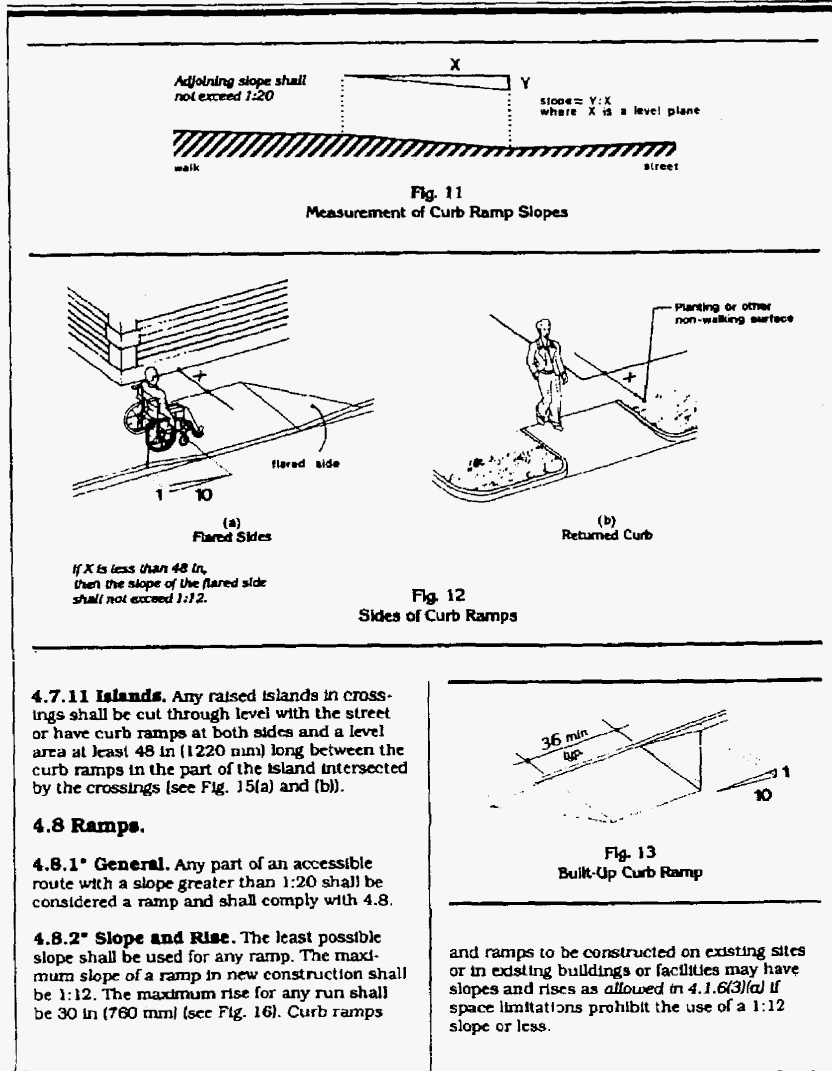 Adjoining slope shall
not exceed 1:20
X
Y
slope = Y:X
where X is a level plane
walk
street
Fig. 11
Measurement of Curb Ramp Slopes
Planting or other
non-walking surface
X
X
flared side
1 10
(a)
Flared Sides
(b)
Returned Curb
If X is less than 48 in,
then the slope of the flared side
shall not exceed 1:12.
Fig. 12
Sides of Curb Ramps
4.7.11 Islands. Any raised islands in cross-
ings shall be cut through level with the street
or have curb ramps at both sides and a level
area at least 48 in (1220 mm) long between the
curb ramps in the part of the island intersected
by the crossings (see Fig. 15(a) and (b)).
4.8 Ramps.
4.8.1* General. Any part of an accessible
route with a slope greater than 1:20 shall be
considered a ramp and shall comply with 4.8.
4.8.2* Slope and Rise. The least possible
slope shall be used for any ramp. The maxi-
mum slope of a ramp in new construction shall
be 1:12. The maximum rise for any run shall
be 30 in (760 mm) (see Fig. 16). Curb ramps
36 min
typ.
1
10
Fig. 13
Built-Up Curb Ramp
and ramps to be constructed on existing sites
or in existing buildings or facilities may have
slopes and rises as allowed in 4.1.6(3)(a) if
space limitations prohibit the use of a 1:12
slope or less.